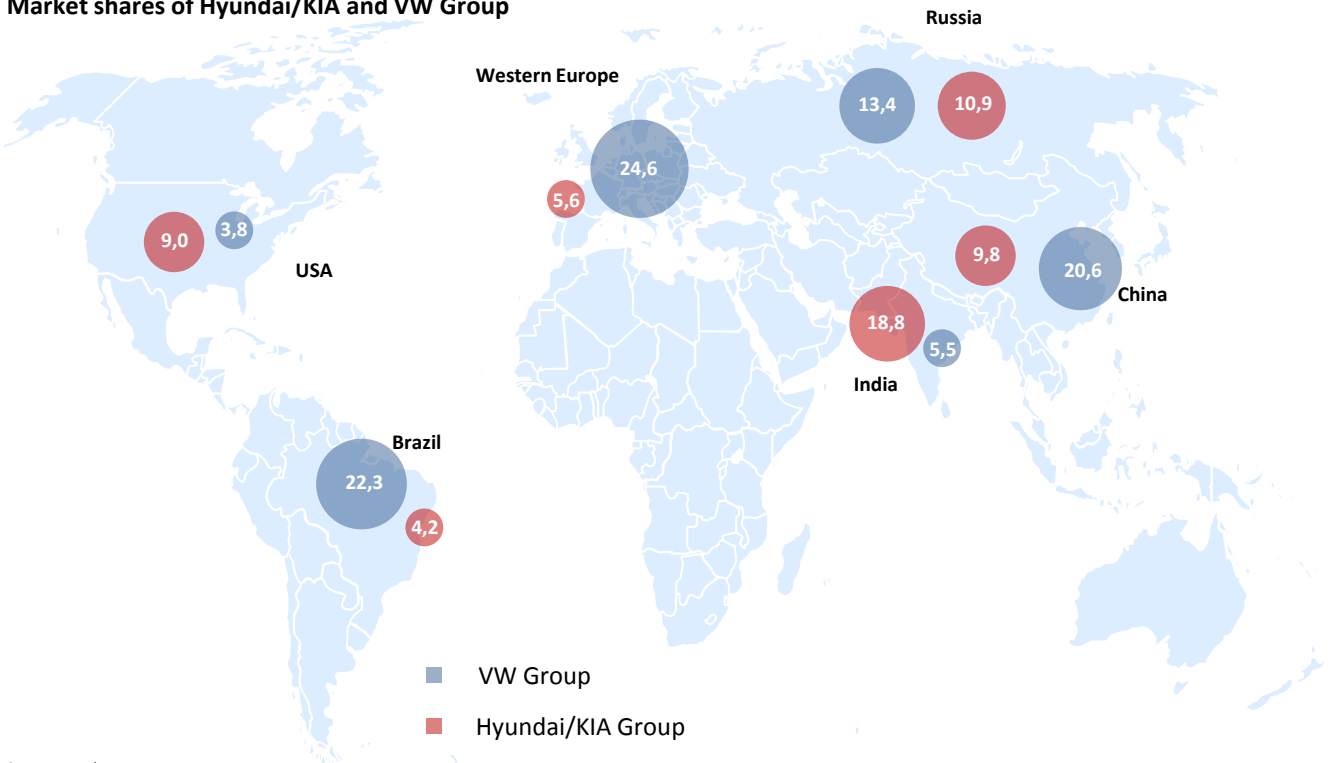 Market shares of Hyundai/KIA and VW Group
Russia
Western Europe
13,4
10,9
24,6
5,6
9,0
3,8
USA
9,8
20,6
China
18,8
5,5
India
Brazil
22,3
4,2
VW Group
Hyundai/KIA Group